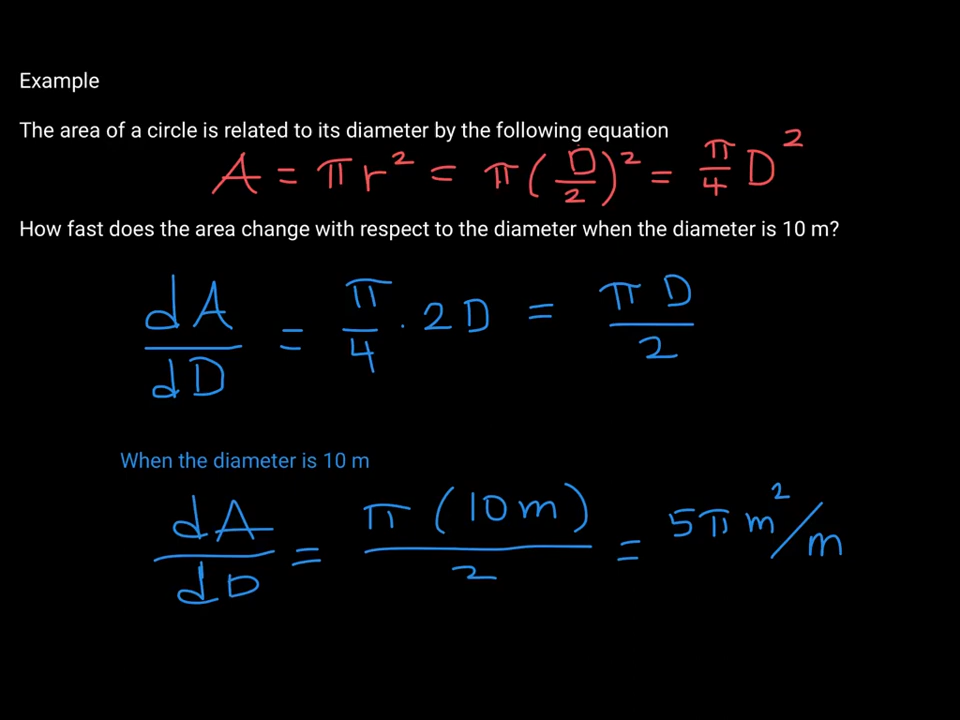 Example
The area of a circle is related to its diameter by the following equation
A = πr² = π(D/2)² = π/4 D²
How fast does the area change with respect to the diameter when the diameter is 10 m?
dA/dD = π/4 · 2D = πD/2
When the diameter is 10 m
dA/dD = π(10m)/2 = 5π m²/m